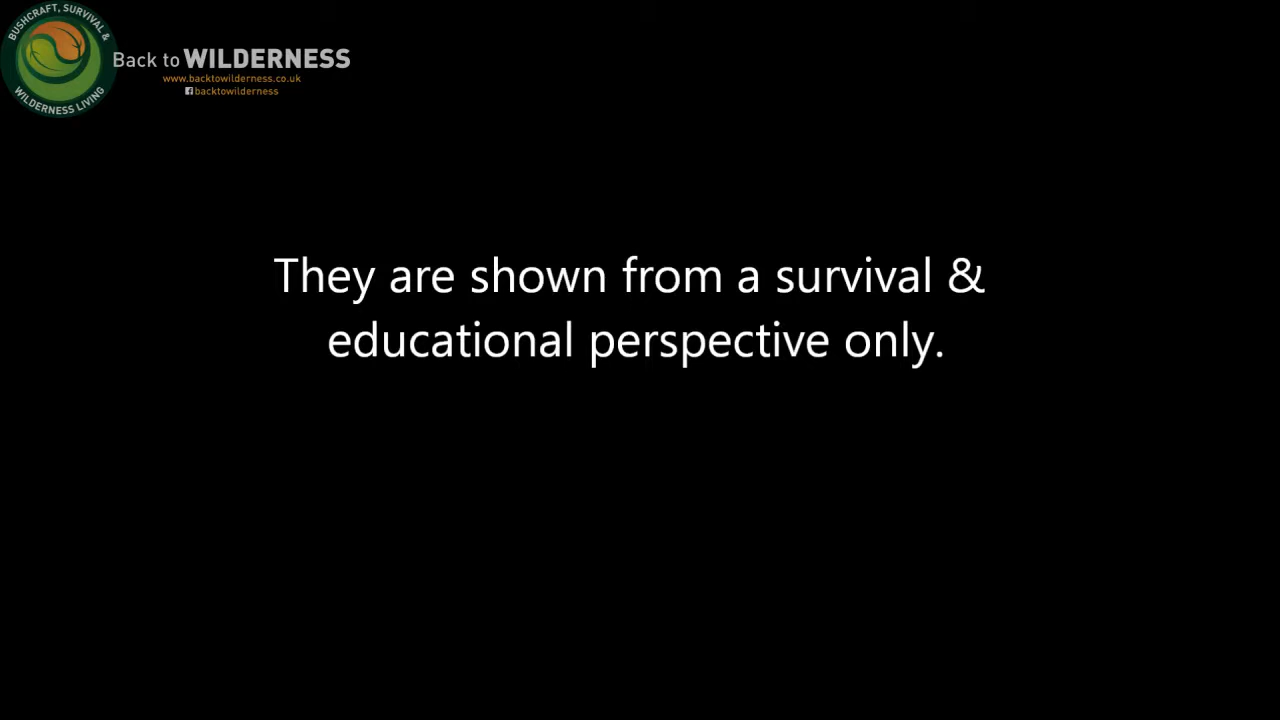 BUSHCRAFT, SURVIVAL &
WILDERNESS LIVING
Back to WILDERNESS
www.backtowilderness.co.uk
backtowilderness
They are shown from a survival &
educational perspective only.